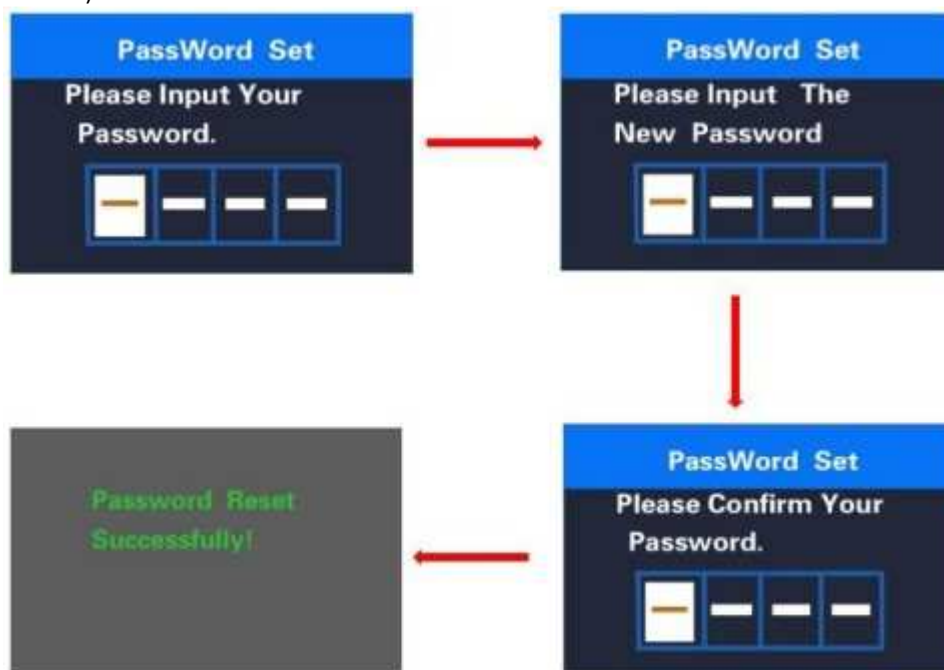 PassWord Set
Please Input Your
Password.
PassWord Set
Please Input The
New Password
PassWord Set
Please Confirm Your
Password.
Password Reset
Successfully!